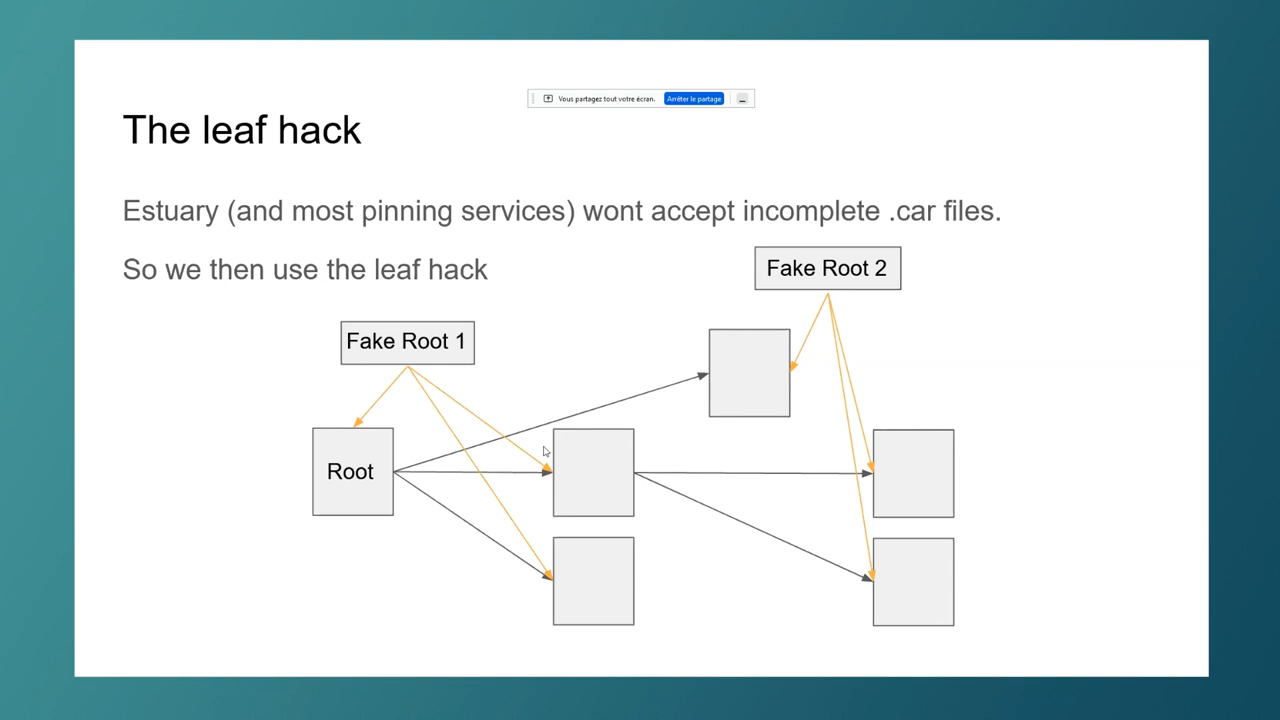 Vous partagez tout votre écran.
Arrêter le partage
The leaf hack
Estuary (and most pinning services) wont accept incomplete .car files.
So we then use the leaf hack
Fake Root 2
Fake Root 1
Root